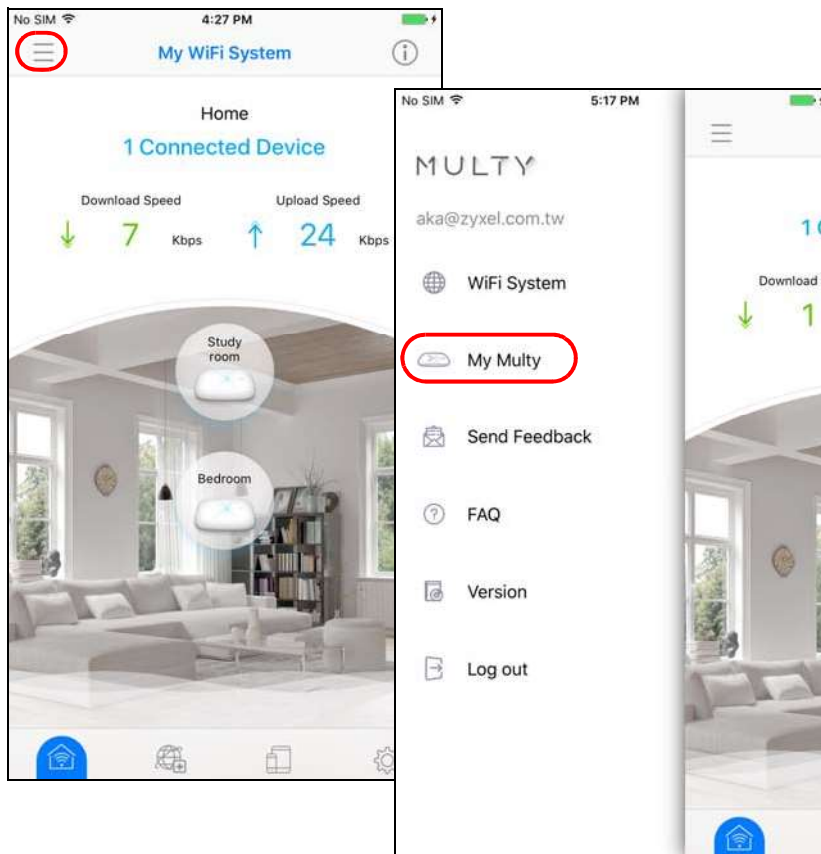 No SIM 4:27 PM
My WiFi System
Home
1 Connected Device
Download Speed Upload Speed
7 Kbps 24 Kbps
Study
room
Bedroom
No SIM 5:17 PM
MULTY
aka@zyxel.com.tw
WiFi System
My Multy
Send Feedback
FAQ
Version
Log out
1
Download
1